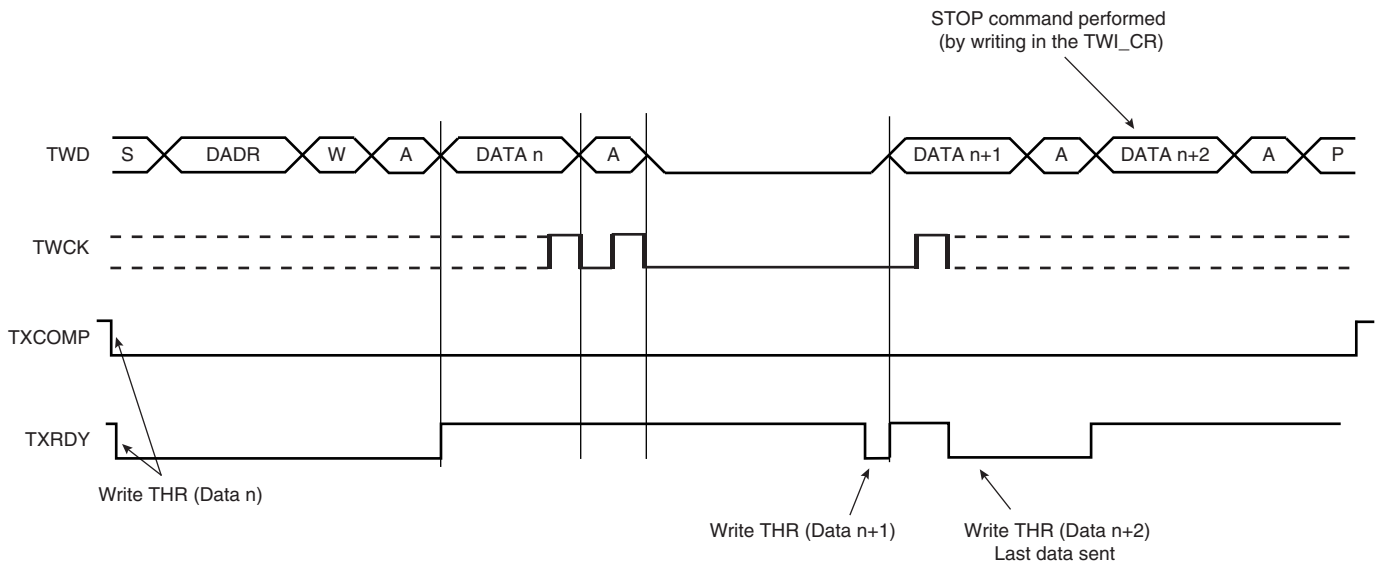 STOP command performed
(by writing in the TWI_CR)
TWD S DADR W A DATA n A DATA n+1 A DATA n+2 A P
TWCK
TXCOMP
TXRDY
Write THR (Data n)
Write THR (Data n+1)
Write THR (Data n+2)
Last data sent